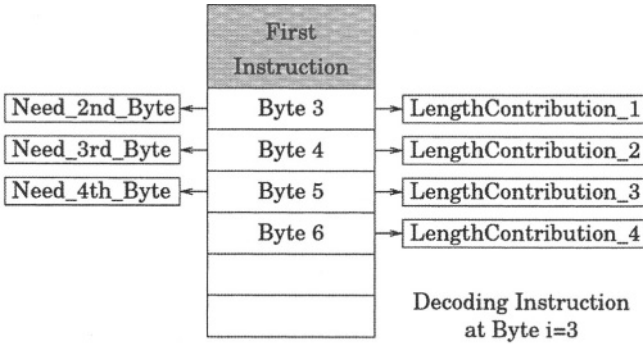 First
Instruction
Need_2nd_Byte
Byte 3
LengthContribution_1
Need_3rd_Byte
Byte 4
LengthContribution_2
Need_4th_Byte
Byte 5
LengthContribution_3
Byte 6
LengthContribution_4
Decoding Instruction
at Byte i=3